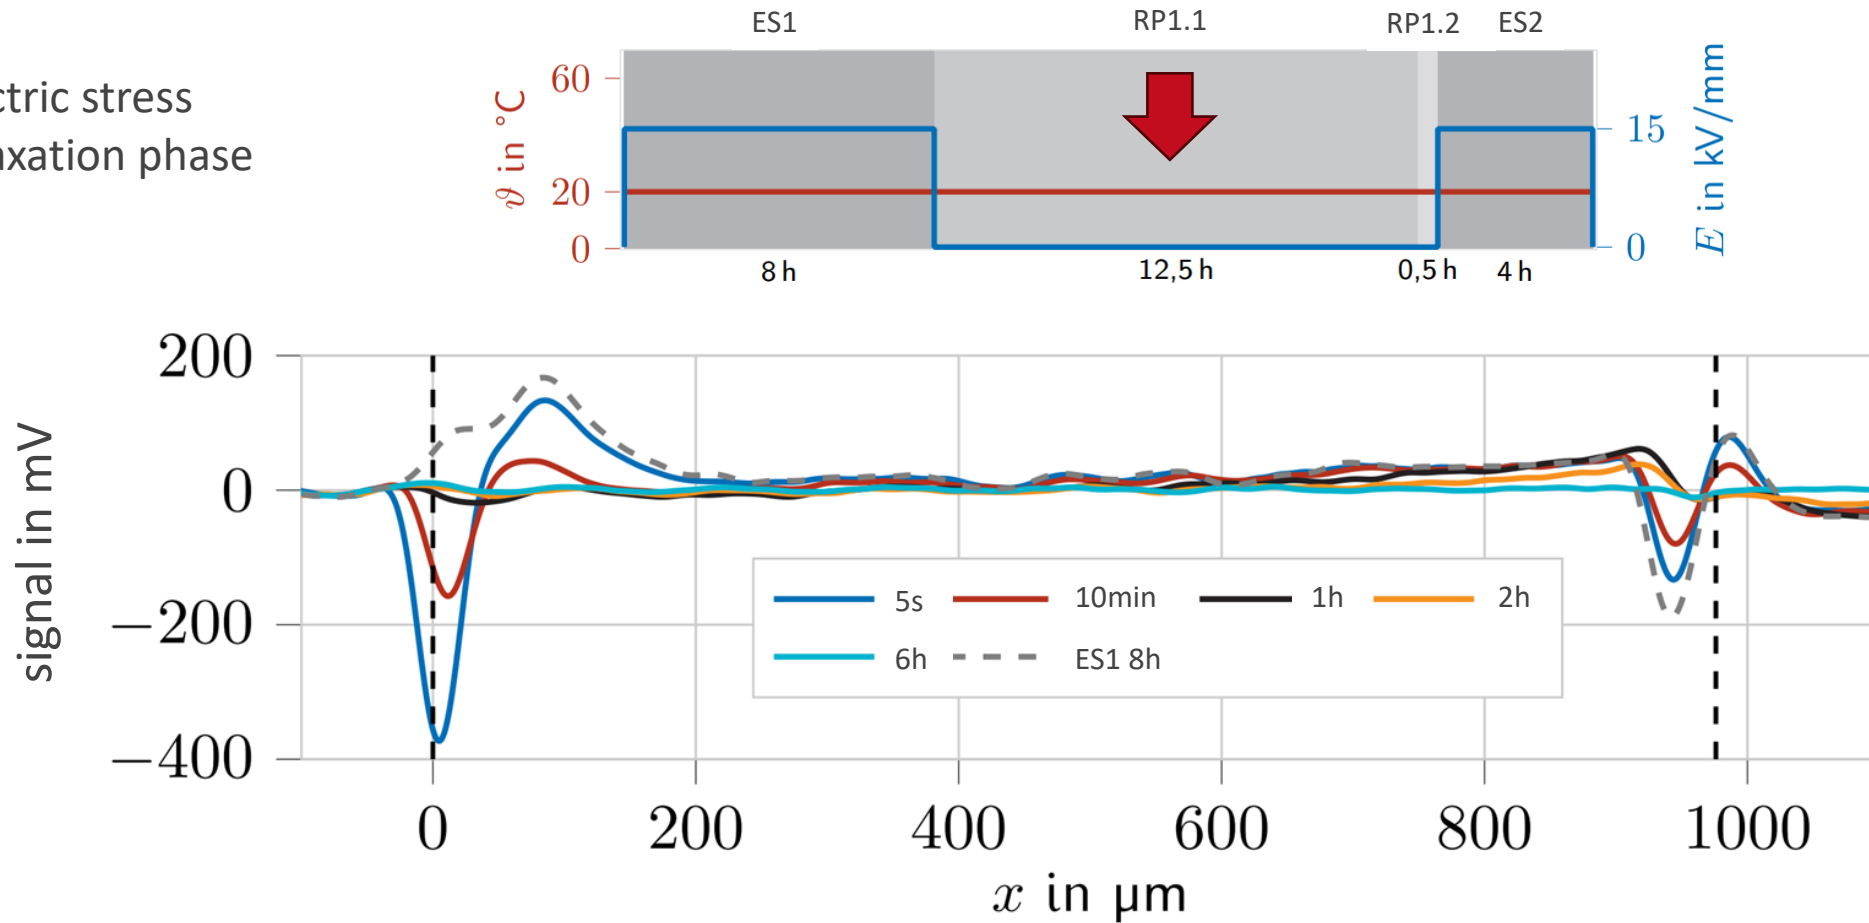 ES1 RP1.1 RP1.2 ES2
ctric stress
axation phase
ϑ in °C
60
20
0
15
0
E in kV/mm
8 h 12,5 h 0,5 h 4 h
signal in mV
200
0
−200
−400
5s 10min 1h 2h
6h ES1 8h
0 200 400 600 800 1000
x in μm